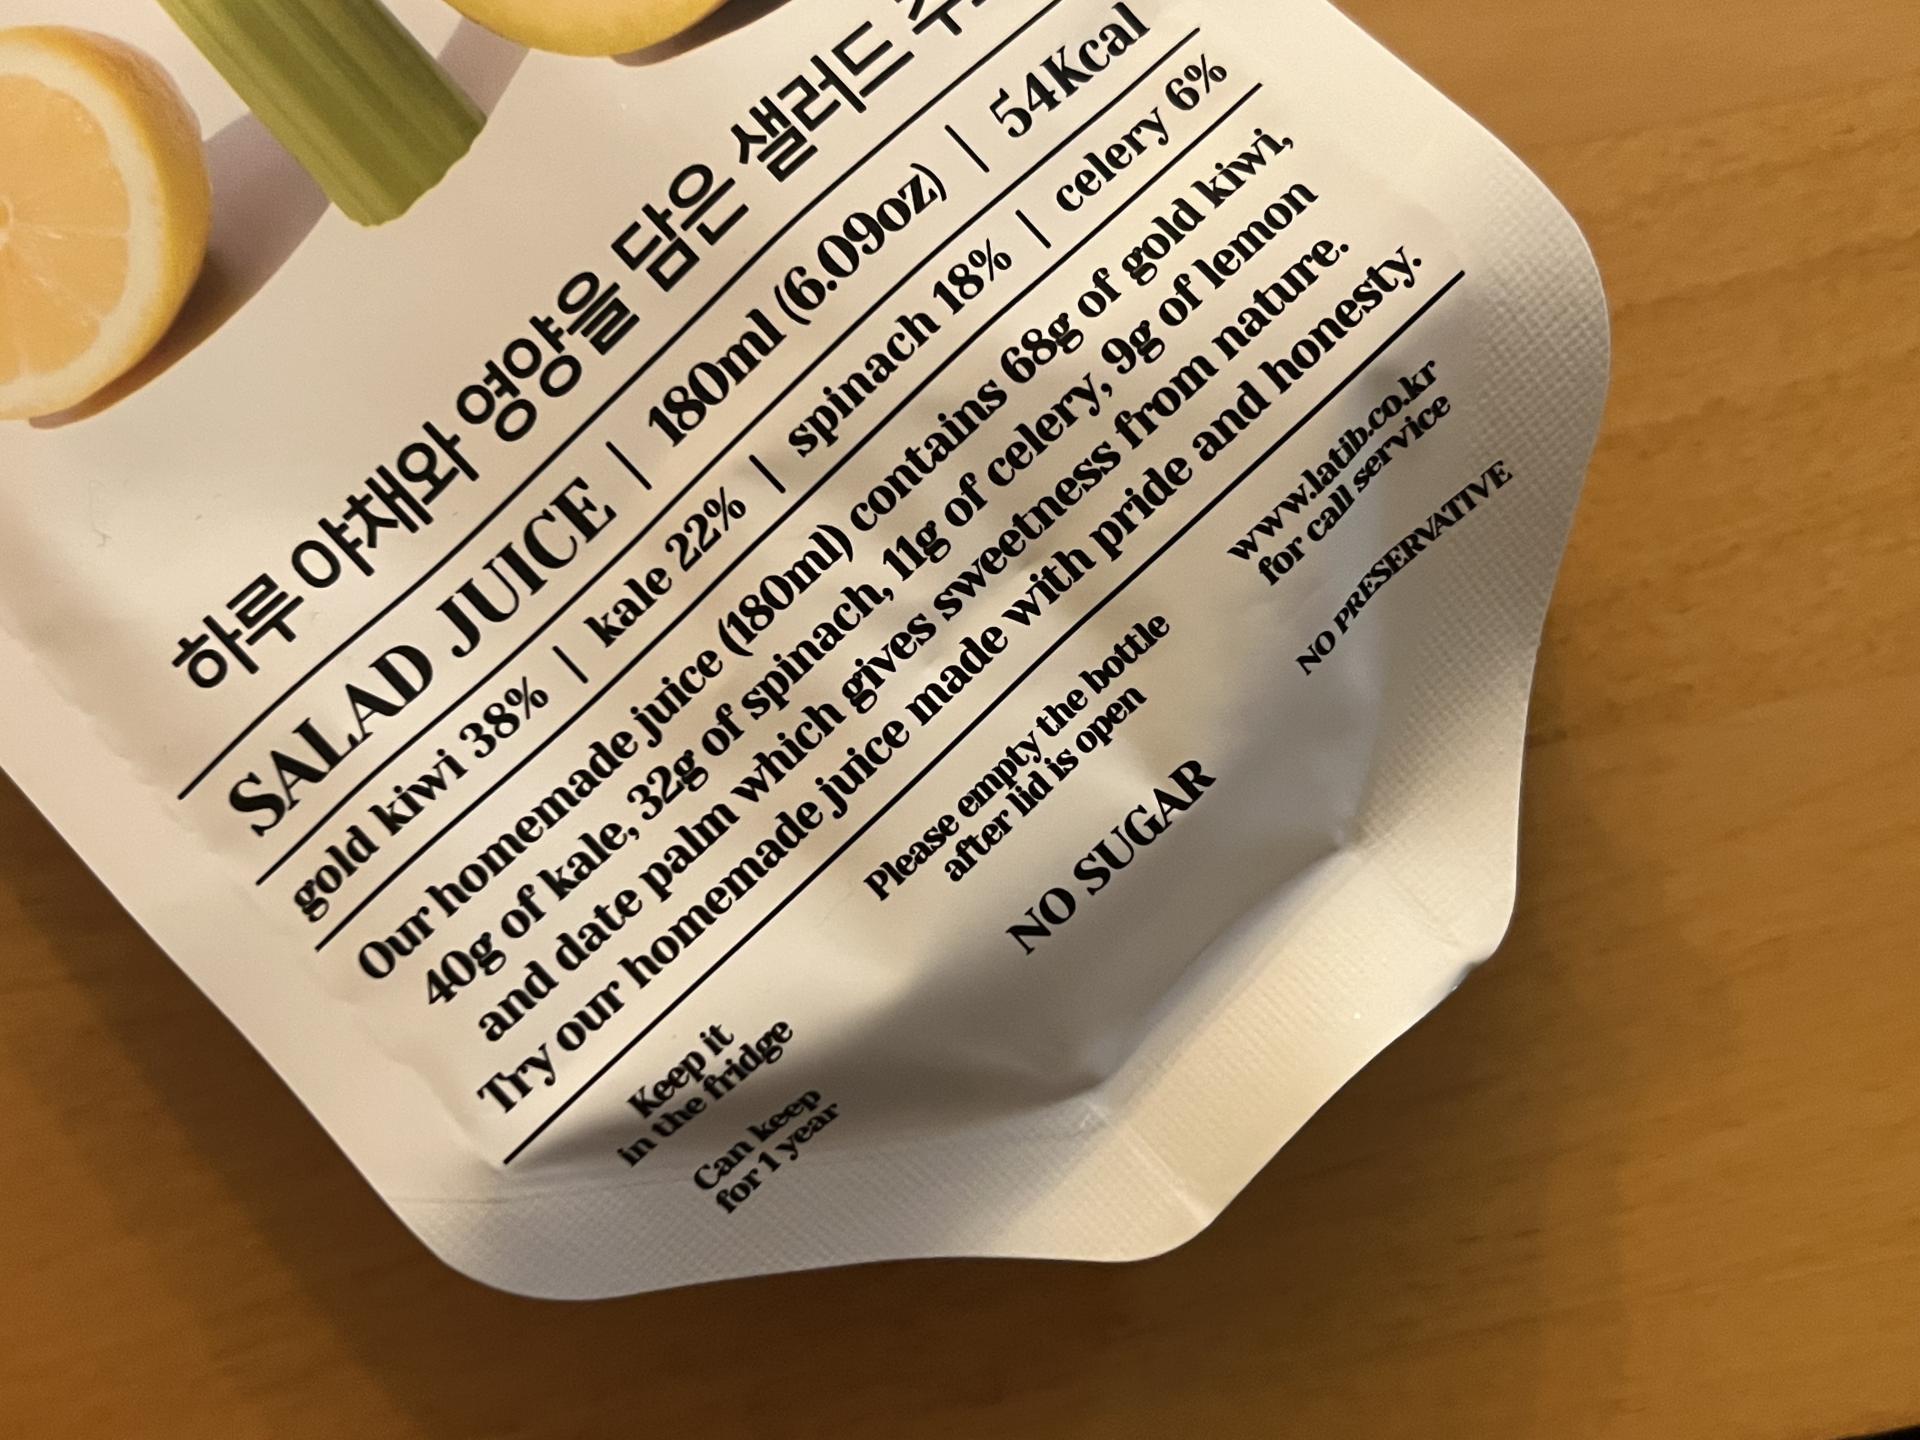 하루 야채와 영양을 담은 샐러드
SALAD JUICE | 180ml (6.09oz) | 54Kcal
gold kiwi 38% | kale 22% | spinach 18% | celery 6%
Our homemade juice (180ml) contains 68g of gold kiwi,
40g of kale, 32g of spinach, 11g of celery, 9g of lemon
and date palm which gives sweetness from nature.
Try our homemade juice made with pride and honesty.
Keep it
in the fridge
Can keep
for 1 year
Please empty the bottle
after lid is open
NO SUGAR
www.latib.co.kr
for call service
NO PRESERVATIVE